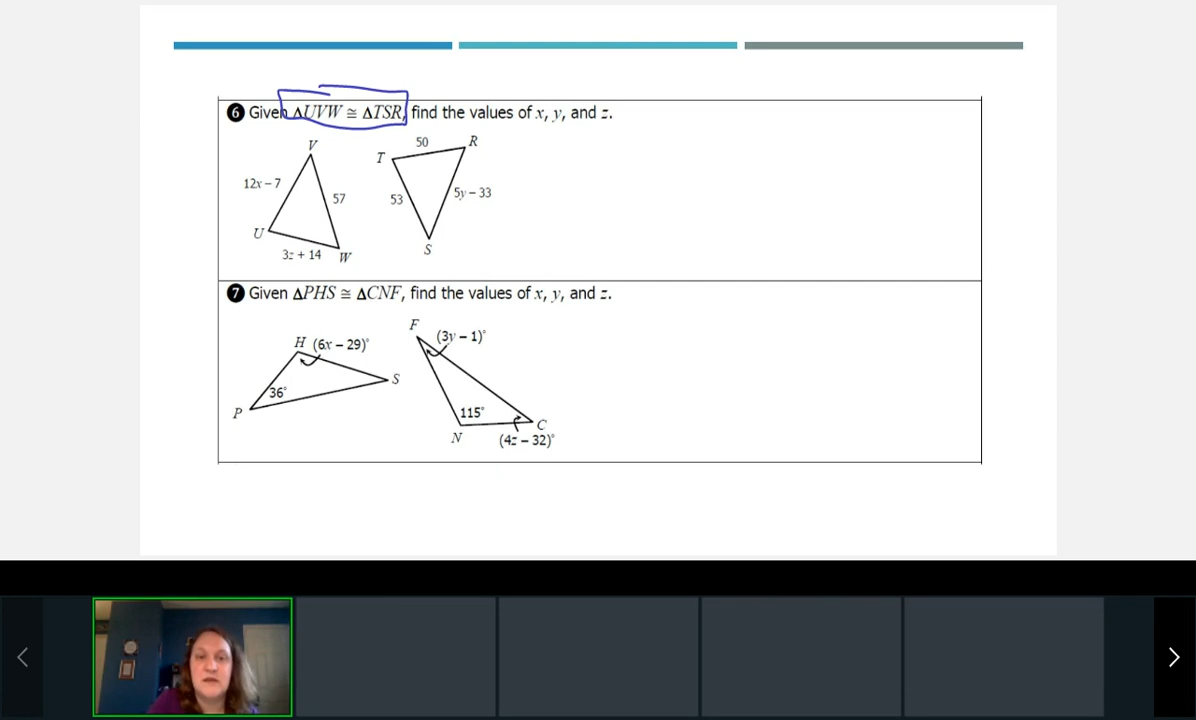 6 Given ΔUVW ≅ ΔTSR, find the values of x, y, and z.
V
12x – 7
57
U
3z + 14
W
T
50
R
53
5y – 33
S
7 Given ΔPHS ≅ ΔCNF, find the values of x, y, and z.
H (6x – 29)°
36°
S
P
F
(3y – 1)°
115°
N
C
(4z – 32)°